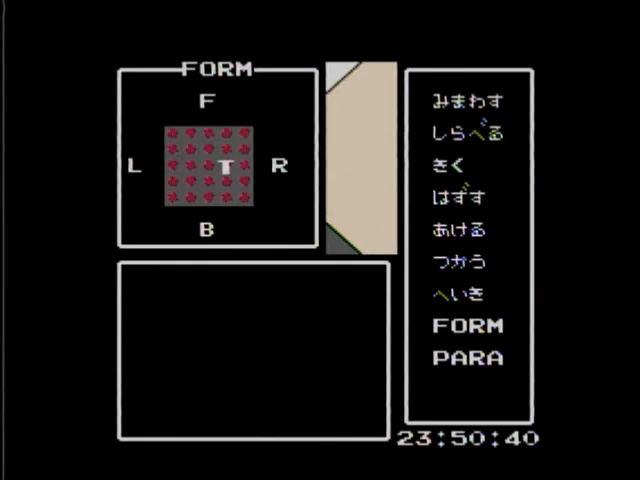 FORM
F
L T R
B
みまわす
しらべる
きく
はずす
あける
つかう
へいき
FORM
PARA
23:50:40